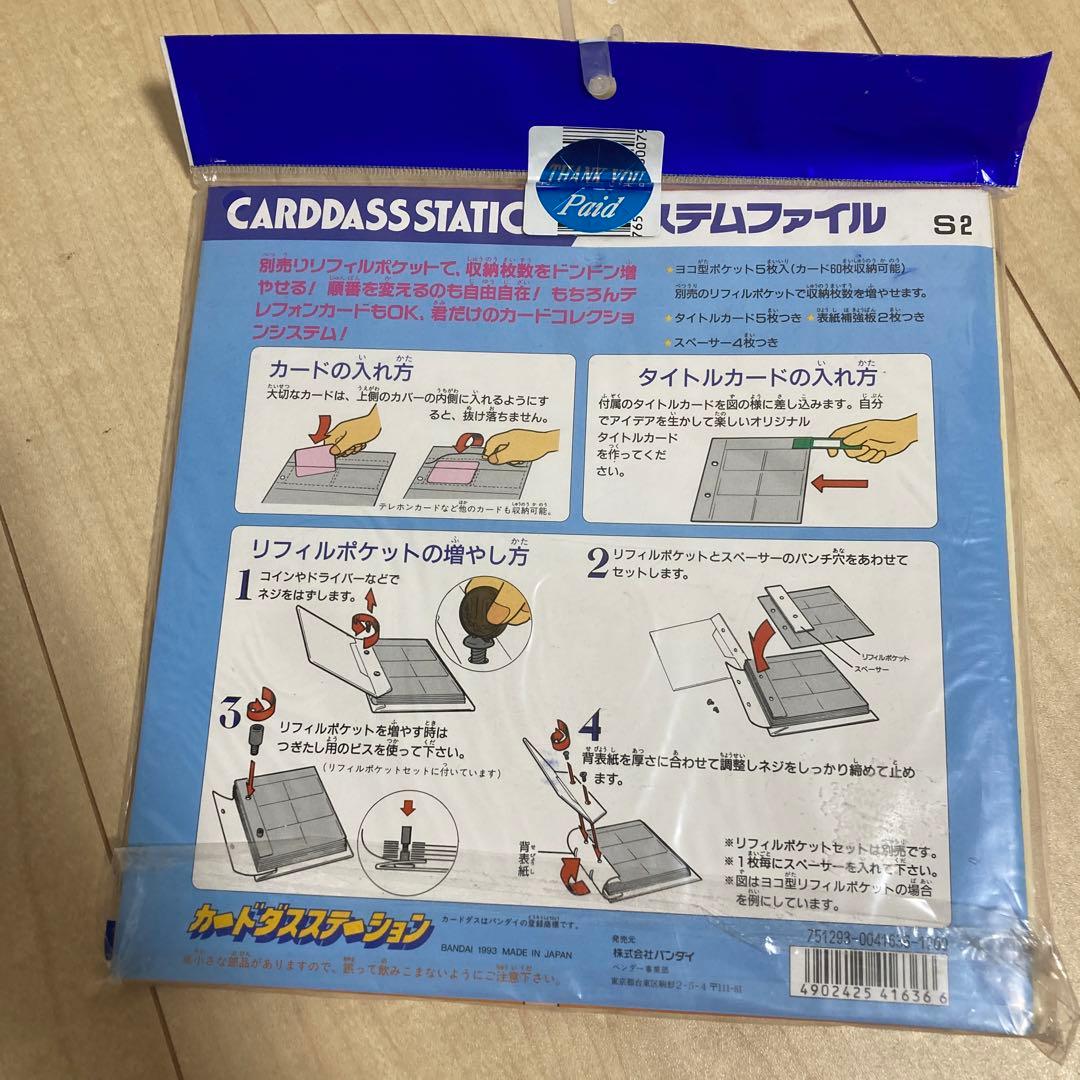 THANK YOU
Paid
CARDDASS STATIO
ステムファイル
S2
別売りリフィルポケットで、収納枚数をドンドン増
やせる！ 順番を変えるのも自由自在！ もちろんテ
レフォンカードもOK、君だけのカードコレクショ
ンシステム！
★ヨコ型ポケット5枚入（カード60枚収納可能）
別売のリフィルポケットで収納枚数を増やせます。
★タイトルカード5枚つき ★表紙補強板2枚つき
★スペーサー4枚つき
カードの入れ方
大切なカードは、上側のカバーの内側に入れるようにす
ると、抜け落ちません。
テレホンカードなど他のカードも収納可能。
タイトルカードの入れ方
付属のタイトルカードを図の様に差し込みます。自分
でアイデアを生かして楽しいオリジナル
タイトルカード
を作ってくだ
さい。
リフィルポケットの増やし方
1 コインやドライバーなどで
ネジをはずします。
2 リフィルポケットとスペーサーのパンチ穴をあわせて
セットします。
リフィルポケット
スペーサー
3 リフィルポケットを増やす時は
つぎたし用のビスを使って下さい。
（リフィルポケットセットに付いています）
4 背表紙を厚さに合わせて調整しネジをしっかり締めて止め
ます。
背表紙
※リフィルポケットセットは別売です。
※1枚毎にスペーサーを入れて下さい。
※図はヨコ型リフィルポケットの場合
を例にしています。
カードダスステーション
カードダスはバンダイの登録商標です。
BANDAI 1993 MADE IN JAPAN
小さな部品がありますので、誤って飲みこまないようにご注意下さい。
発売元
株式会社バンダイ
ベンダー事業部
東京都台東区駒形2-5-4 〒111-81
4902425 41636 6